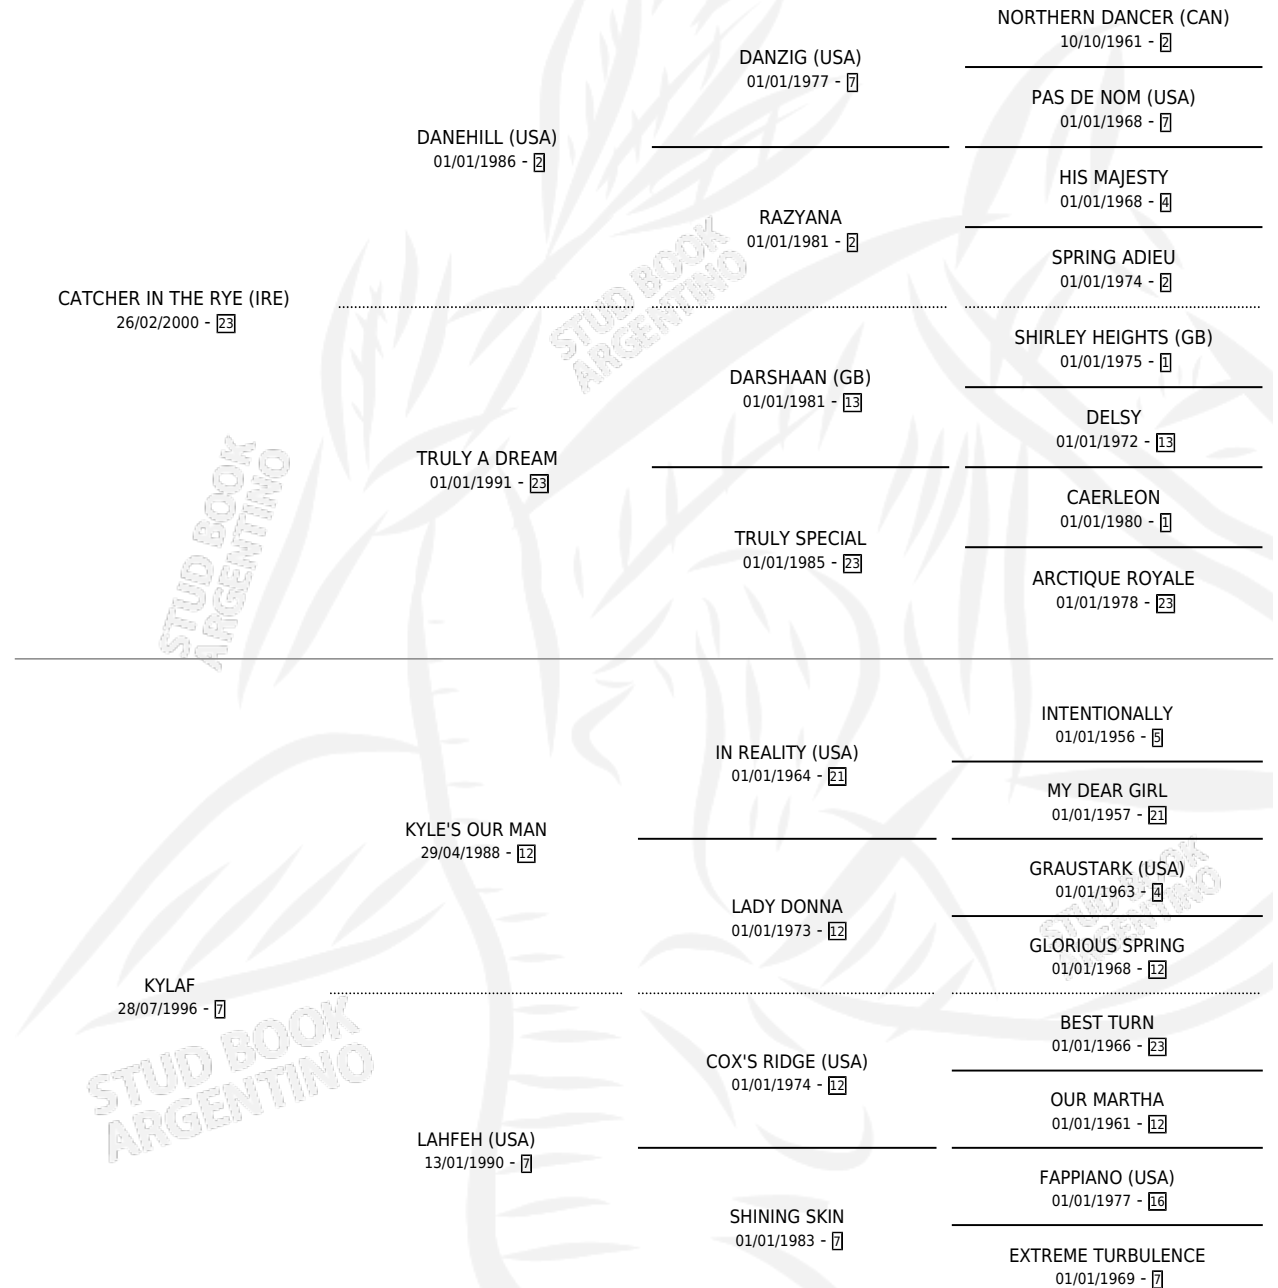 NORTHERN DANCER (CAN)
10/10/1961 - 2
DANZIG (USA)
01/01/1977 - 7
PAS DE NOM (USA)
01/01/1968 - 7
DANEHILL (USA)
01/01/1986 - 2
HIS MAJESTY
01/01/1968 - 4
RAZYANA
01/01/1981 - 2
SPRING ADIEU
01/01/1974 - 2
CATCHER IN THE RYE (IRE)
26/02/2000 - 23
STUD BOOK
ARGENTINO
SHIRLEY HEIGHTS (GB)
01/01/1975 - 1
DARSHAAN (GB)
01/01/1981 - 13
DELSY
01/01/1972 - 13
TRULY A DREAM
01/01/1991 - 23
CAERLEON
01/01/1980 - 1
TRULY SPECIAL
01/01/1985 - 23
ARCTIQUE ROYALE
01/01/1978 - 23
STUD BOOK
ARGENTINO
INTENTIONALLY
01/01/1956 - 5
IN REALITY (USA)
01/01/1964 - 21
MY DEAR GIRL
01/01/1957 - 21
KYLE'S OUR MAN
29/04/1988 - 12
GRAUSTARK (USA)
01/01/1963 - 4
LADY DONNA
01/01/1973 - 12
GLORIOUS SPRING
01/01/1968 - 12
STUD BOOK
ARGENTINO
KYLAF
28/07/1996 - 7
BEST TURN
01/01/1966 - 23
COX'S RIDGE (USA)
01/01/1974 - 12
OUR MARTHA
01/01/1961 - 12
STUD BOOK
ARGENTINO
LAHFEH (USA)
13/01/1990 - 7
FAPPIANO (USA)
01/01/1977 - 16
SHINING SKIN
01/01/1983 - 7
EXTREME TURBULENCE
01/01/1969 - 7